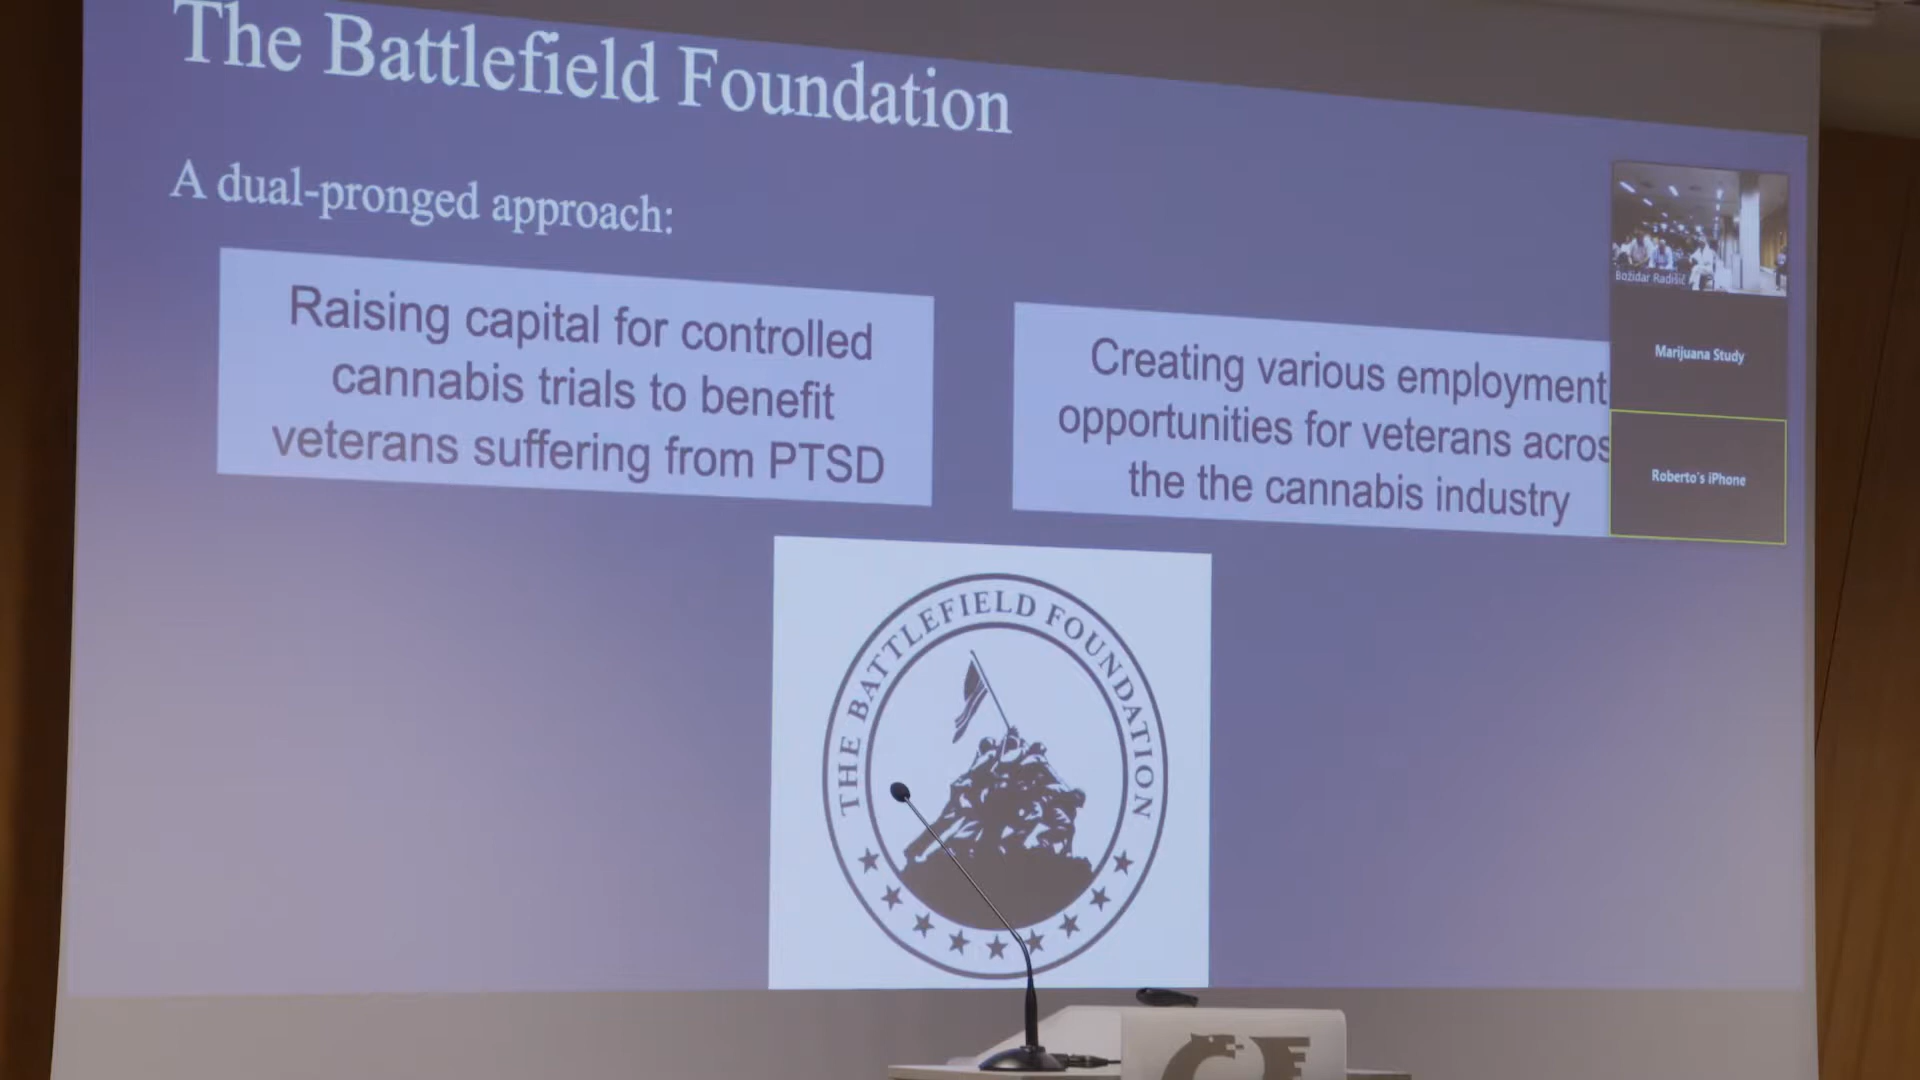 The Battlefield Foundation
A dual-pronged approach:
Raising capital for controlled
cannabis trials to benefit
veterans suffering from PTSD
Creating various employment
opportunities for veterans acros
the the cannabis industry
Božidar Radišič
Marijuana Study
Roberto's iPhone
THE BATTLEFIELD FOUNDATION